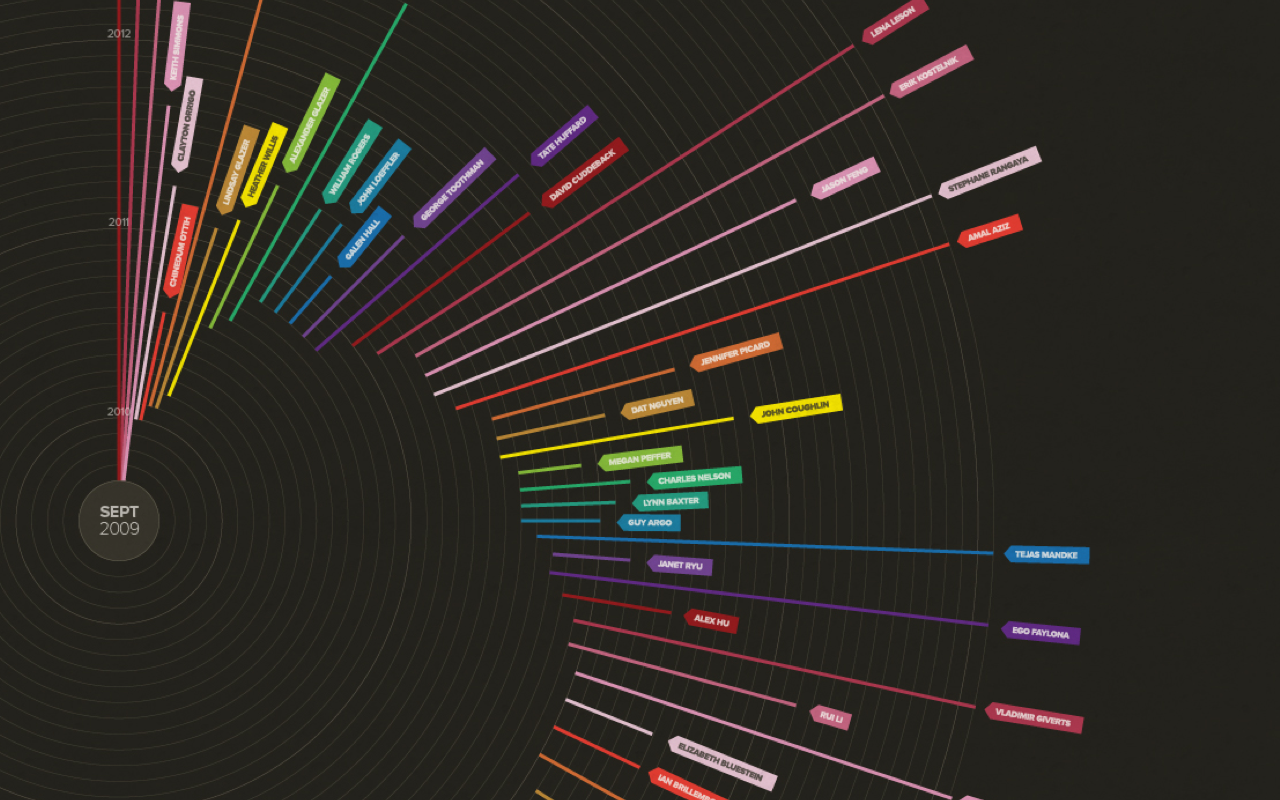 2012
2011
2010
SEPT
2009
KEITH SIMMONS
CLAYTON ORRIGO
CHINEDUM OTTIH
LINDSAY GLAZER
HEATHER WILLIS
ALEXANDER GLAZER
WILLIAM ROGERS
JOHN LOEFFLER
GALEN HALL
GEORGE TOOTHMAN
TATE HUFFARD
DAVID CUDDEBACK
LENA LESON
ERIK KOSTELNIK
JASON FENG
STEPHANE RANGAYA
AMAL AZIZ
JENNIFER PICARD
DAT NGUYEN
JOHN COUGHLIN
MEGAN PEFFER
CHARLES NELSON
LYNN BAXTER
GUY ARGO
TEJAS MANDKE
JANET RYU
EGO FAYLONA
ALEX HU
VLADIMIR GIVERTS
RUI LI
ELIZABETH BLUESTEIN
IAN